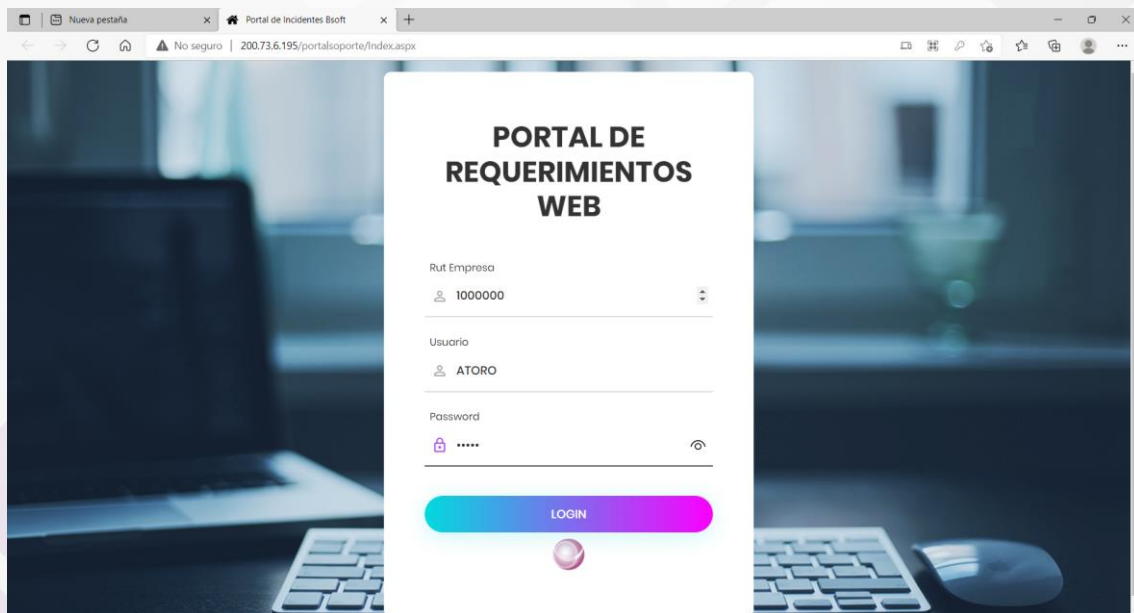 Nueva pestaña
Portal de Incidentes Bsoft
No seguro | 200.73.6.195/portalsoporte/Index.aspx
PORTAL DE
REQUERIMIENTOS
WEB
Rut Empresa
1000000
Usuario
ATORO
Password
•••••
LOGIN